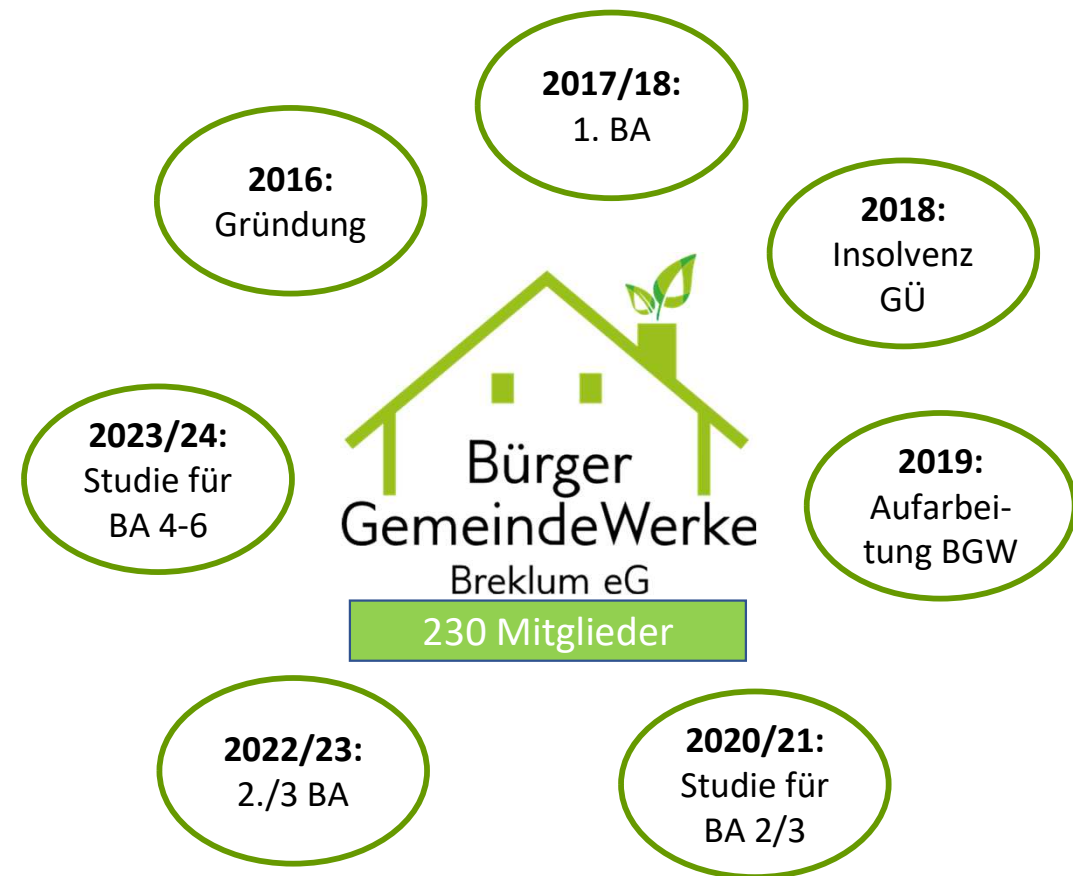 2017/18:
1. BA
2016:
Gründung
2018:
Insolvenz
GÜ
2023/24:
Studie für
BA 4-6
Bürger
GemeindeWerke
Breklum eG
230 Mitglieder
2019:
Aufarbei-
tung BGW
2022/23:
2./3 BA
2020/21:
Studie für
BA 2/3